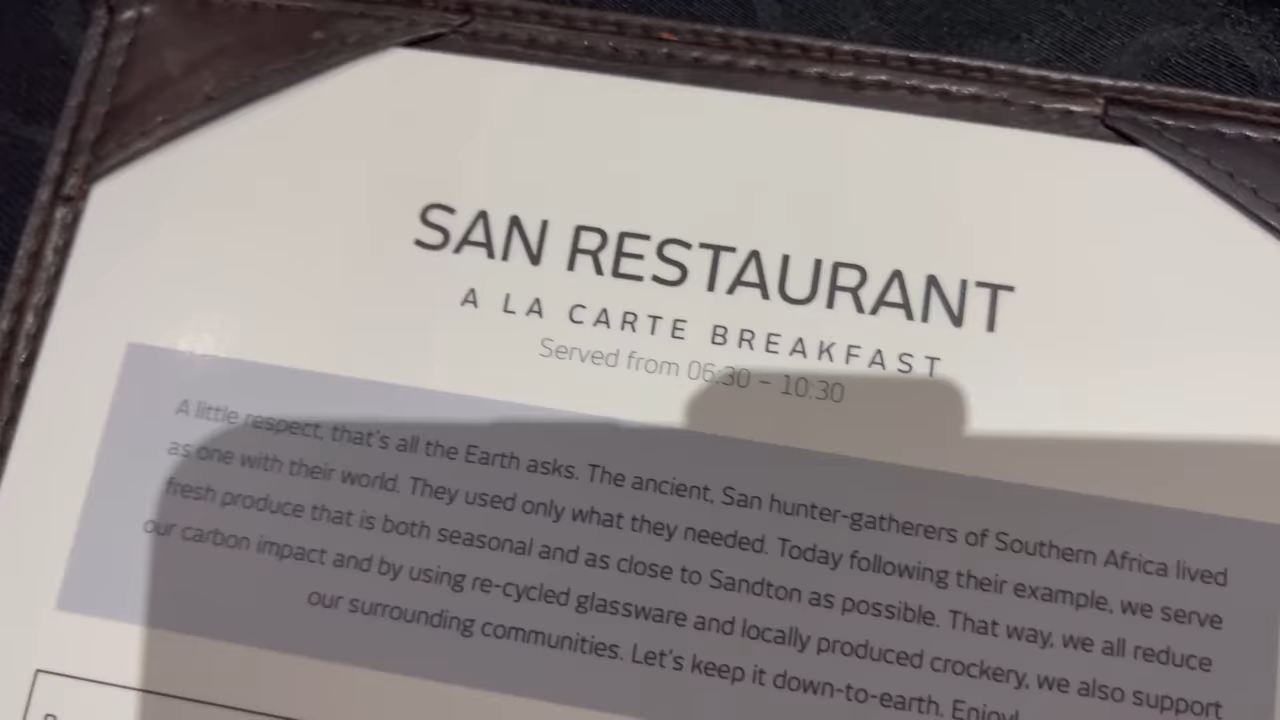 SAN RESTAURANT
A LA CARTE BREAKFAST
Served from 06:30 – 10:30
A little respect, that's all the Earth asks. The ancient, San hunter-gatherers of Southern Africa lived
as one with their world. They used only what they needed. Today following their example, we serve
fresh produce that is both seasonal and as close to Sandton as possible. That way, we all reduce
our carbon impact and by using re-cycled glassware and locally produced crockery, we also support
our surrounding communities. Let's keep it down-to-earth. Enjoy!